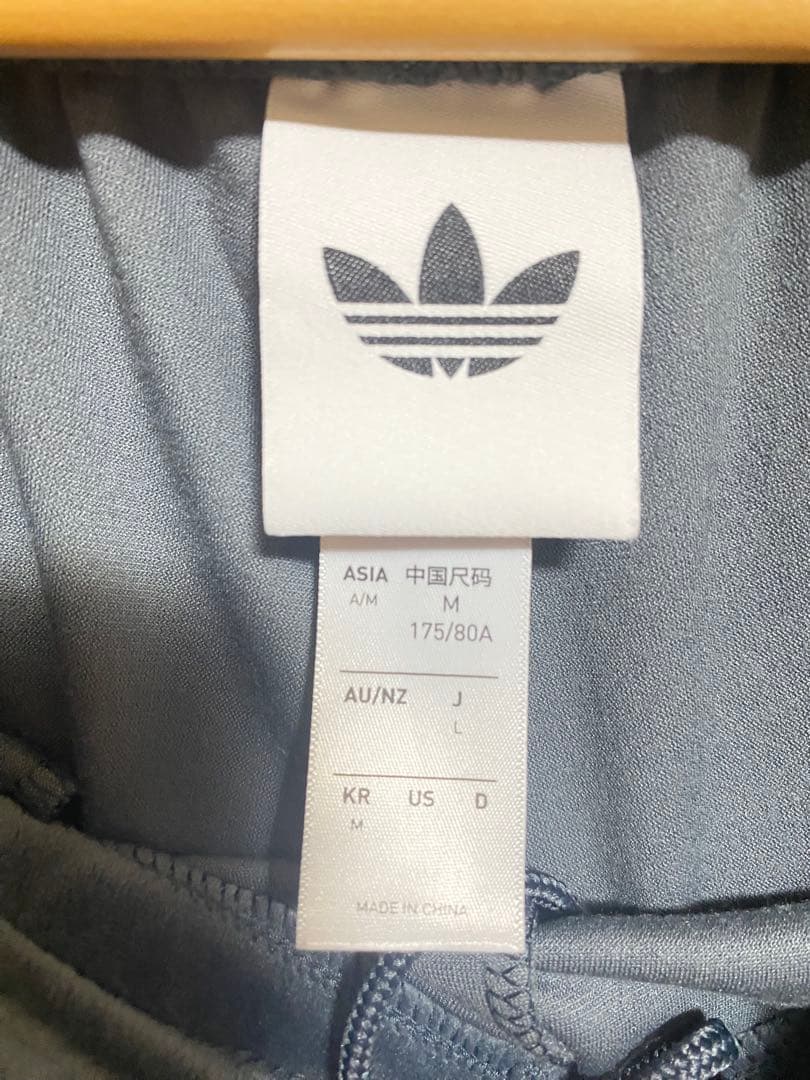 ASIA 中国尺码
A/M M
175/80A
AU/NZ J
L
KR US D
M
MADE IN CHINA